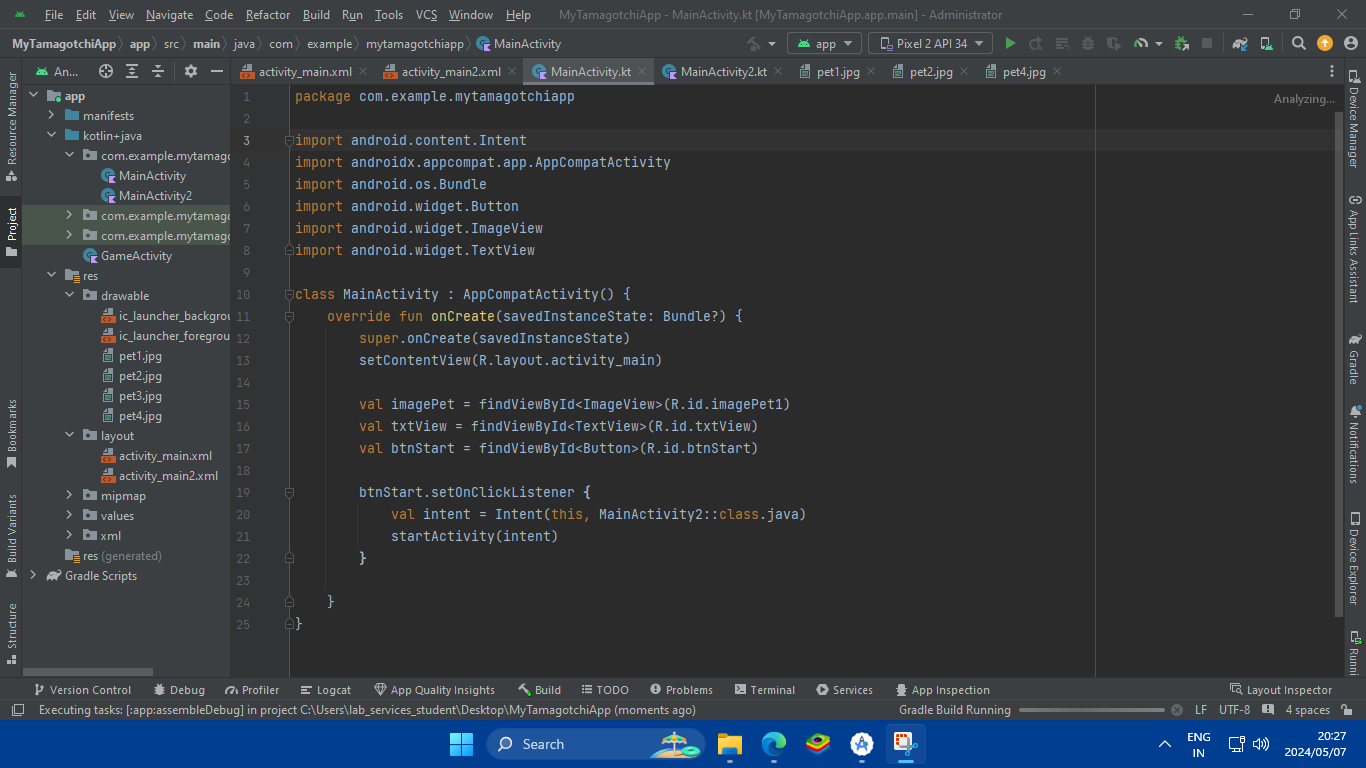 File Edit View Navigate Code Refactor Build Run Tools VCS Window Help MyTamagotchiApp - MainActivity.kt [MyTamagotchiApp.app.main] - Administrator
MyTamagotchiApp app src main java com example mytamagotchiapp MainActivity app Pixel 2 API 34
An... activity_main.xml activity_main2.xml MainActivity.kt MainActivity2.kt pet1.jpg pet2.jpg pet4.jpg
Resource Manager
Project
Bookmarks
Build Variants
Structure
app
manifests
kotlin+java
com.example.mytamago
MainActivity
MainActivity2
com.example.mytamago
com.example.mytamago
GameActivity
res
drawable
ic_launcher_backgrou
ic_launcher_foregrou
pet1.jpg
pet2.jpg
pet3.jpg
pet4.jpg
layout
activity_main.xml
activity_main2.xml
mipmap
values
xml
res (generated)
Gradle Scripts
Analyzing...
1 package com.example.mytamagotchiapp
2
3 import android.content.Intent
4 import androidx.appcompat.app.AppCompatActivity
5 import android.os.Bundle
6 import android.widget.Button
7 import android.widget.ImageView
8 import android.widget.TextView
9
10 class MainActivity : AppCompatActivity() {
11 override fun onCreate(savedInstanceState: Bundle?) {
12 super.onCreate(savedInstanceState)
13 setContentView(R.layout.activity_main)
14
15 val imagePet = findViewById<ImageView>(R.id.imagePet1)
16 val txtView = findViewById<TextView>(R.id.txtView)
17 val btnStart = findViewById<Button>(R.id.btnStart)
18
19 btnStart.setOnClickListener {
20 val intent = Intent(this, MainActivity2::class.java)
21 startActivity(intent)
22 }
23
24 }
25 }
Device Manager
App Links Assistant
Gradle
Notifications
Device Explorer
Runni
Version Control Debug Profiler Logcat App Quality Insights Build TODO Problems Terminal Services App Inspection Layout Inspector
Executing tasks: [:app:assembleDebug] in project C:\Users\lab_services_student\Desktop\MyTamagotchiApp (moments ago) Gradle Build Running LF UTF-8 4 spaces
Search ENG 20:27
IN 2024/05/07